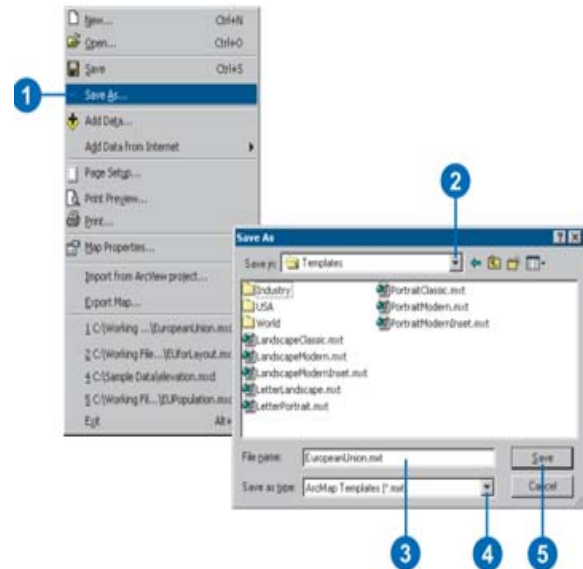 New... Ctrl+N
Open... Ctrl+O
Save Ctrl+S
1
Save As...
Add Data...
Add Data from Internet
Page Setup...
Print Preview...
Print...
Map Properties...
Import from ArcView project...
Export Map...
1 C:\Working ...\EuropeanUnion.mxd
2 C:\Working File...\EUforLayout.mx
4 C:\Sample Data\elevation.mxd
5 C:\Working Fil...\EUPopulation.mxd
Exit Alt+
2
Save As
Save in: Templates
Industry
USA
World
LandscapeClassic.mxt
LandscapeModern.mxt
LandscapeModernInset.mxt
LetterLandscape.mxt
LetterPortrait.mxt
PortraitClassic.mxt
PortraitModern.mxt
PortraitModernInset.mxt
File name: EuropeanUnion.mxt Save
Save as type: ArcMap Templates (*.mxt) Cancel
3
4
5